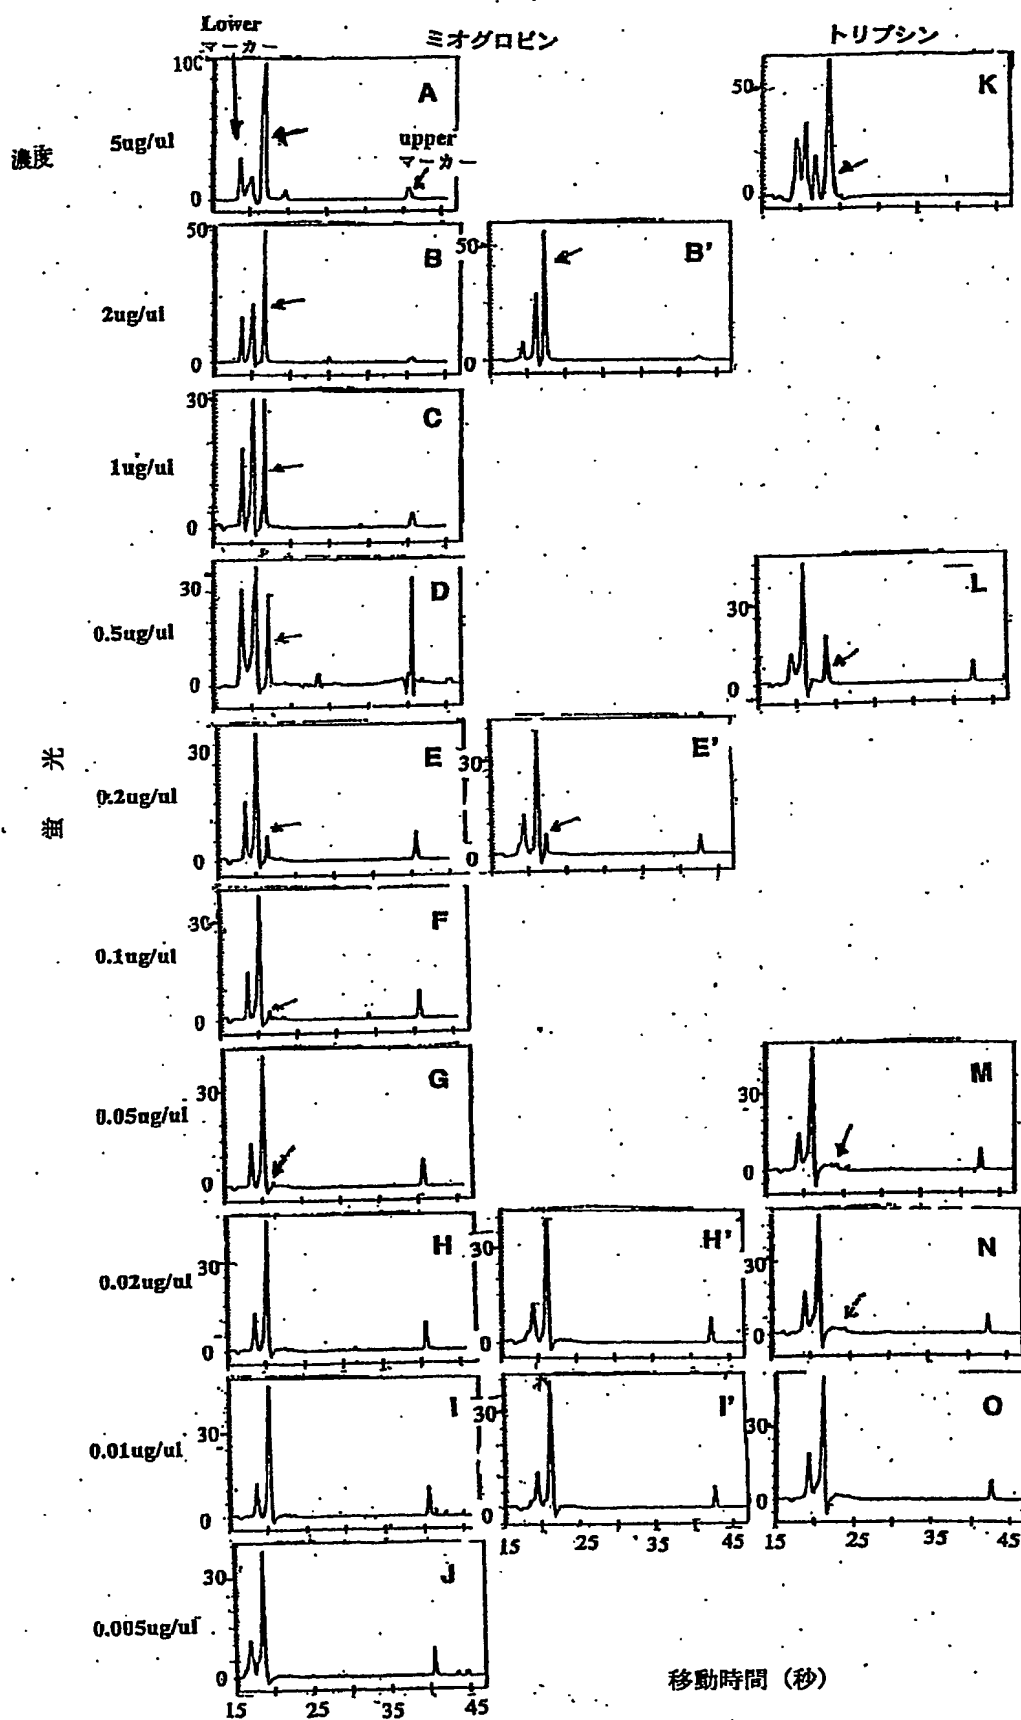 Lower
マーカー
ミオグロビン
トリプシン
濃度
5ug/ul
100
0
A
upper
マーカー
50
0
K
2ug/ul
50
0
B
50
0
B'
1ug/ul
30
0
C
0.5ug/ul
30
0
D
30
0
L
蛍光
0.2ug/ul
30
0
E
30
0
E'
0.1ug/ul
30
0
F
0.05ug/ul
30
0
G
30
0
M
0.02ug/ul
30
0
H
30
0
H'
30
0
N
0.01ug/ul
30
0
I
30
0
I'
30
0
O
15 25 35 45
15 25 35 45
0.005ug/ul
30
0
J
15 25 35 45
移動時間（秒）